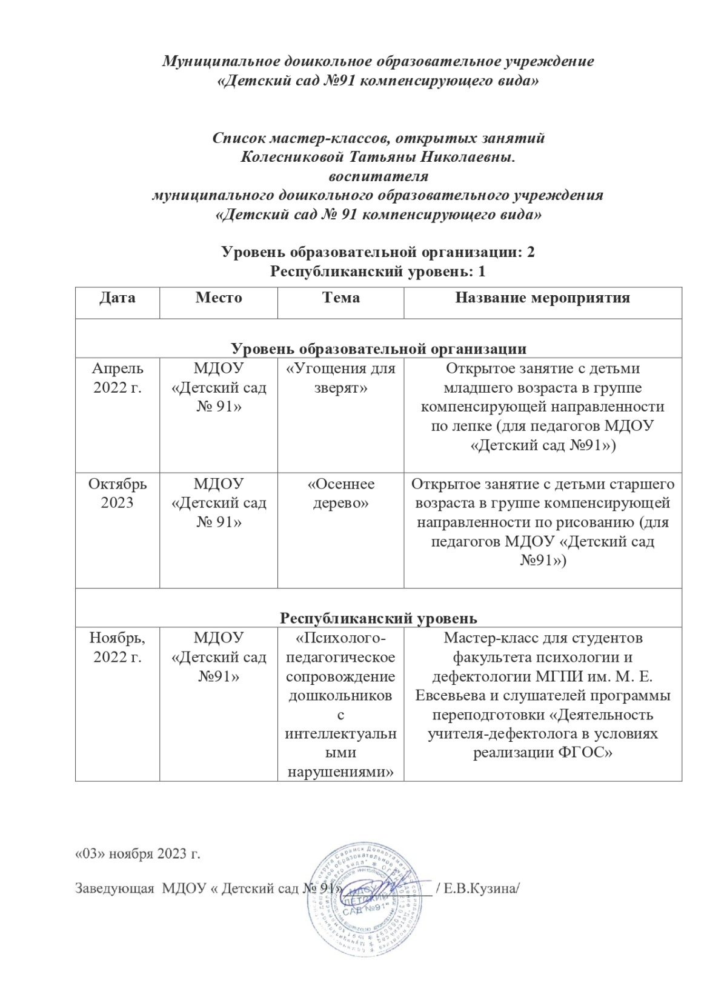 Муниципальное дошкольное образовательное учреждение
«Детский сад №91 компенсирующего вида»
Список мастер-классов, открытых занятий
Колесниковой Татьяны Николаевны.
воспитателя
муниципального дошкольного образовательного учреждения
«Детский сад № 91 компенсирующего вида»
Уровень образовательной организации: 2
Республиканский уровень: 1
Дата Место Тема Название мероприятия
Уровень образовательной организации
Апрель МДОУ «Угощения для Открытое занятие с детьми
2022 г. «Детский сад зверят» младшего возраста в группе
№ 91» компенсирующей направленности
по лепке (для педагогов МДОУ
«Детский сад №91»)
Октябрь МДОУ «Осеннее Открытое занятие с детьми старшего
2023 «Детский сад дерево» возраста в группе компенсирующей
№ 91» направленности по рисованию (для
педагогов МДОУ «Детский сад
№91»)
Республиканский уровень
Ноябрь, МДОУ «Психолого- Мастер-класс для студентов
2022 г. «Детский сад педагогическое факультета психологии и
№91» сопровождение дефектологии МГПИ им. М. Е.
дошкольников Евсевьева и слушателей программы
с переподготовки «Деятельность
интеллектуальн учителя-дефектолога в условиях
ыми реализации ФГОС»
нарушениями»
«03» ноября 2023 г.
Заведующая МДОУ « Детский сад № 91»____________ / Е.В.Кузина/
МДОУ
"ДЕТСКИЙ
САД №91"